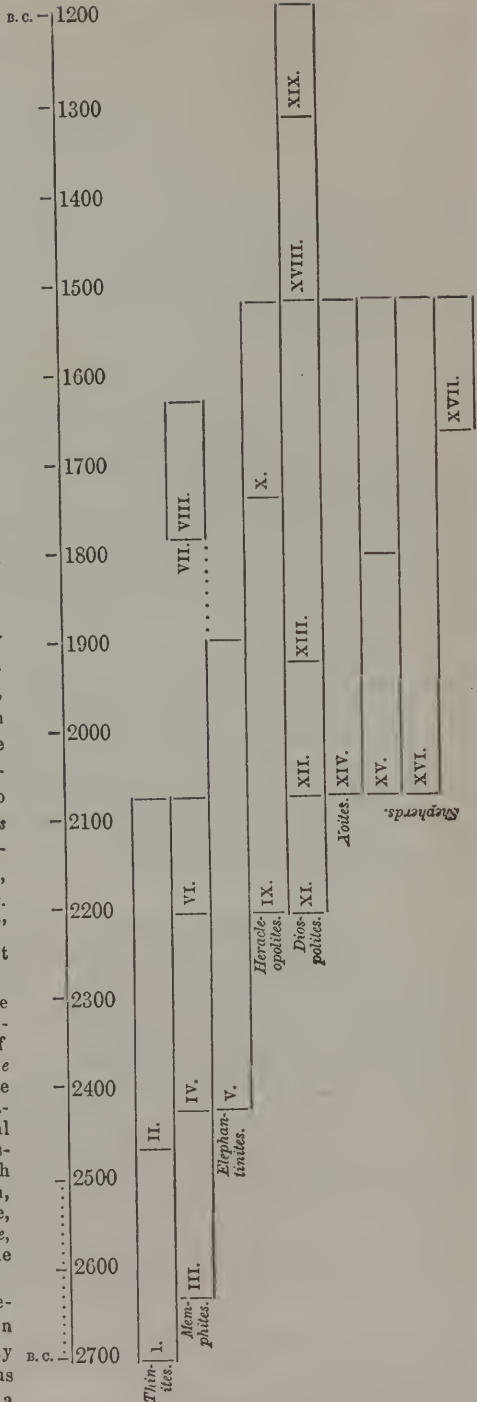 B.C. 1200
1300
1400
1500
1600
1700
1800
1900
2000
2100
2200
2300
2400
2500
2600
B.C. 2700
Thin-
ites.
I.
II.
Mem-
phites.
III.
IV.
VI.
VII.
VIII.
Elephan-
tinites.
V.
Heracle-
opolites.
IX.
X.
Dios-
polites.
XI.
XII.
XIII.
XVIII.
XIX.
Xoites.
XIV.
Shepherds.
XV.
XVI.
XVII.